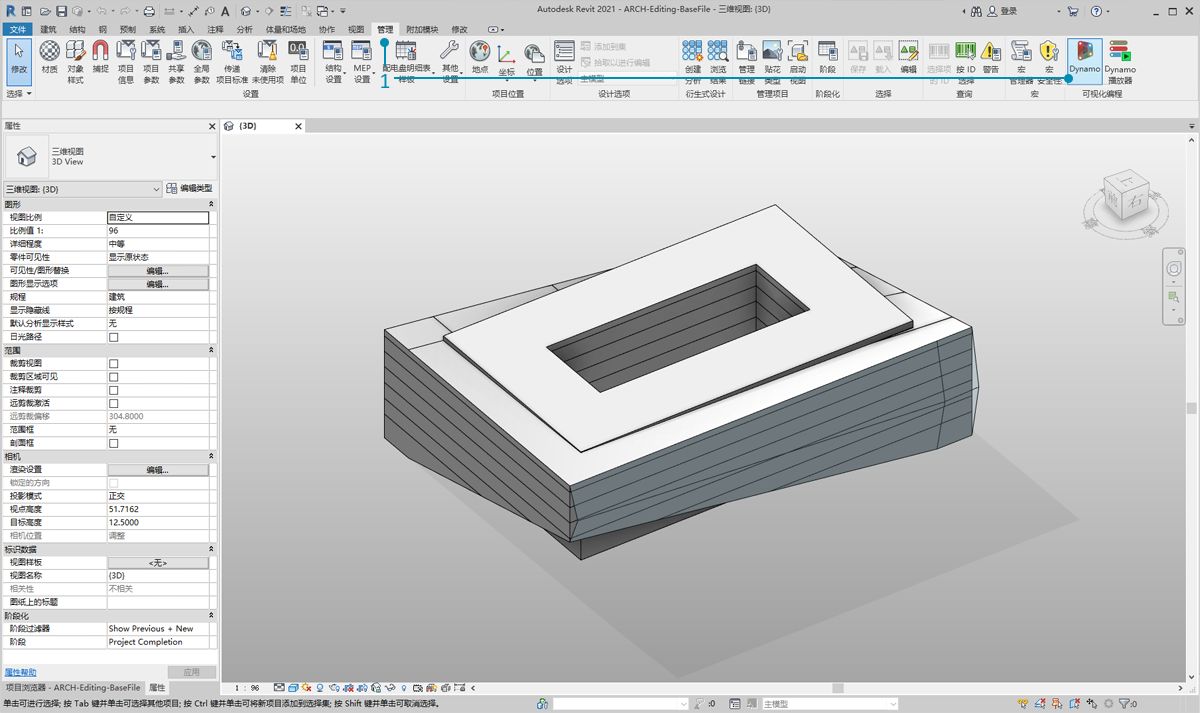 Autodesk Revit 2021 - ARCH-Editing-BaseFile - 三维视图: {3D}
登录
文件 建筑 结构 钢 预制 系统 插入 注释 分析 体量和场地 协作 视图 管理 附加模块 修改
修改 材质 对象 样式 捕捉 项目 信息 项目 参数 共享 参数 全局 参数 传递 项目标准 清除 未使用项 项目 单位 结构 设置 MEP 设置 配电盘明细表 样板 其他 设置 地点 坐标 位置 设计 选项 添加到集 拾取以进行编辑 主模型 创建 分析 浏览 结果 管理 链接 贴花 类型 启动 视图 阶段 保存 载入 编辑 选择项 的 ID 按 ID 选择 警告 宏 管理器 宏 安全性 Dynamo Dynamo 播放器
1
选择 设置 项目位置 设计选项 衍生式设计 管理项目 阶段化 选择 查询 宏 可视化编程
属性
{3D}
三维视图
3D View
三维视图: {3D} 编辑类型
图形
视图比例 自定义
比例值 1: 96
详细程度 中等
零件可见性 显示原状态
可见性/图形替换 编辑...
图形显示选项 编辑...
规程 建筑
显示隐藏线 按规程
默认分析显示样式 无
日光路径
范围
裁剪视图
裁剪区域可见
注释裁剪
远剪裁激活
远剪裁偏移 304.8000
范围框 无
剖面框
相机
渲染设置 编辑...
锁定的方向
投影模式 正交
视点高度 51.7162
目标高度 12.5000
相机位置 调整
标识数据
视图样板 <无>
视图名称 {3D}
相关性 不相关
图纸上的标题
阶段化
阶段过滤器 Show Previous + New
阶段 Project Completion
属性帮助 应用
项目浏览器 - ARCH-Editing-BaseFile 属性
1 : 96
单击可进行选择; 按 Tab 键并单击可选择其他项目; 按 Ctrl 键并单击可将新项目添加到选择集; 按 Shift 键并单击可取消选择。
:0
主模型
:0
上
前
右